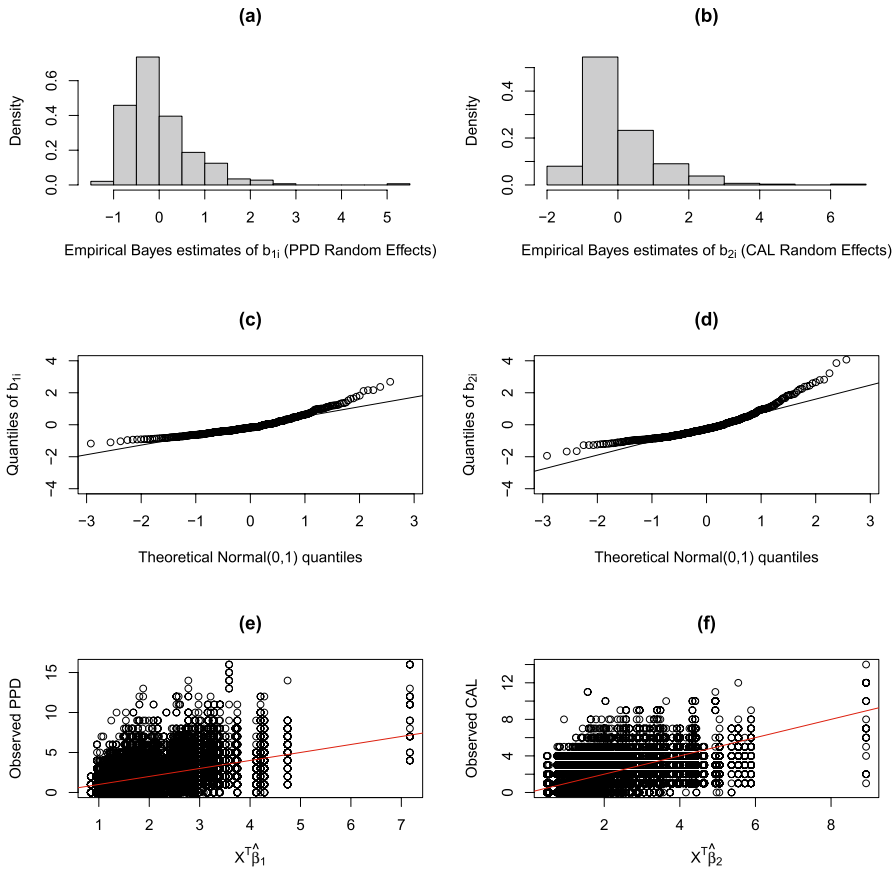 (a)
Density
0.0 0.2 0.4 0.6
−1 0 1 2 3 4 5
Empirical Bayes estimates of b1i (PPD Random Effects)
(b)
Density
0.0 0.2 0.4
−2 0 2 4 6
Empirical Bayes estimates of b2i (CAL Random Effects)
(c)
Quantiles of b1i
−4 −2 0 2 4
−3 −2 −1 0 1 2 3
Theoretical Normal(0,1) quantiles
(d)
Quantiles of b2i
−4 −2 0 2 4
−3 −2 −1 0 1 2 3
Theoretical Normal(0,1) quantiles
(e)
Observed PPD
0 5 10 15
1 2 3 4 5 6 7
XᵀB̂1
(f)
Observed CAL
0 4 8 12
2 4 6 8
Xᵀβ̂2